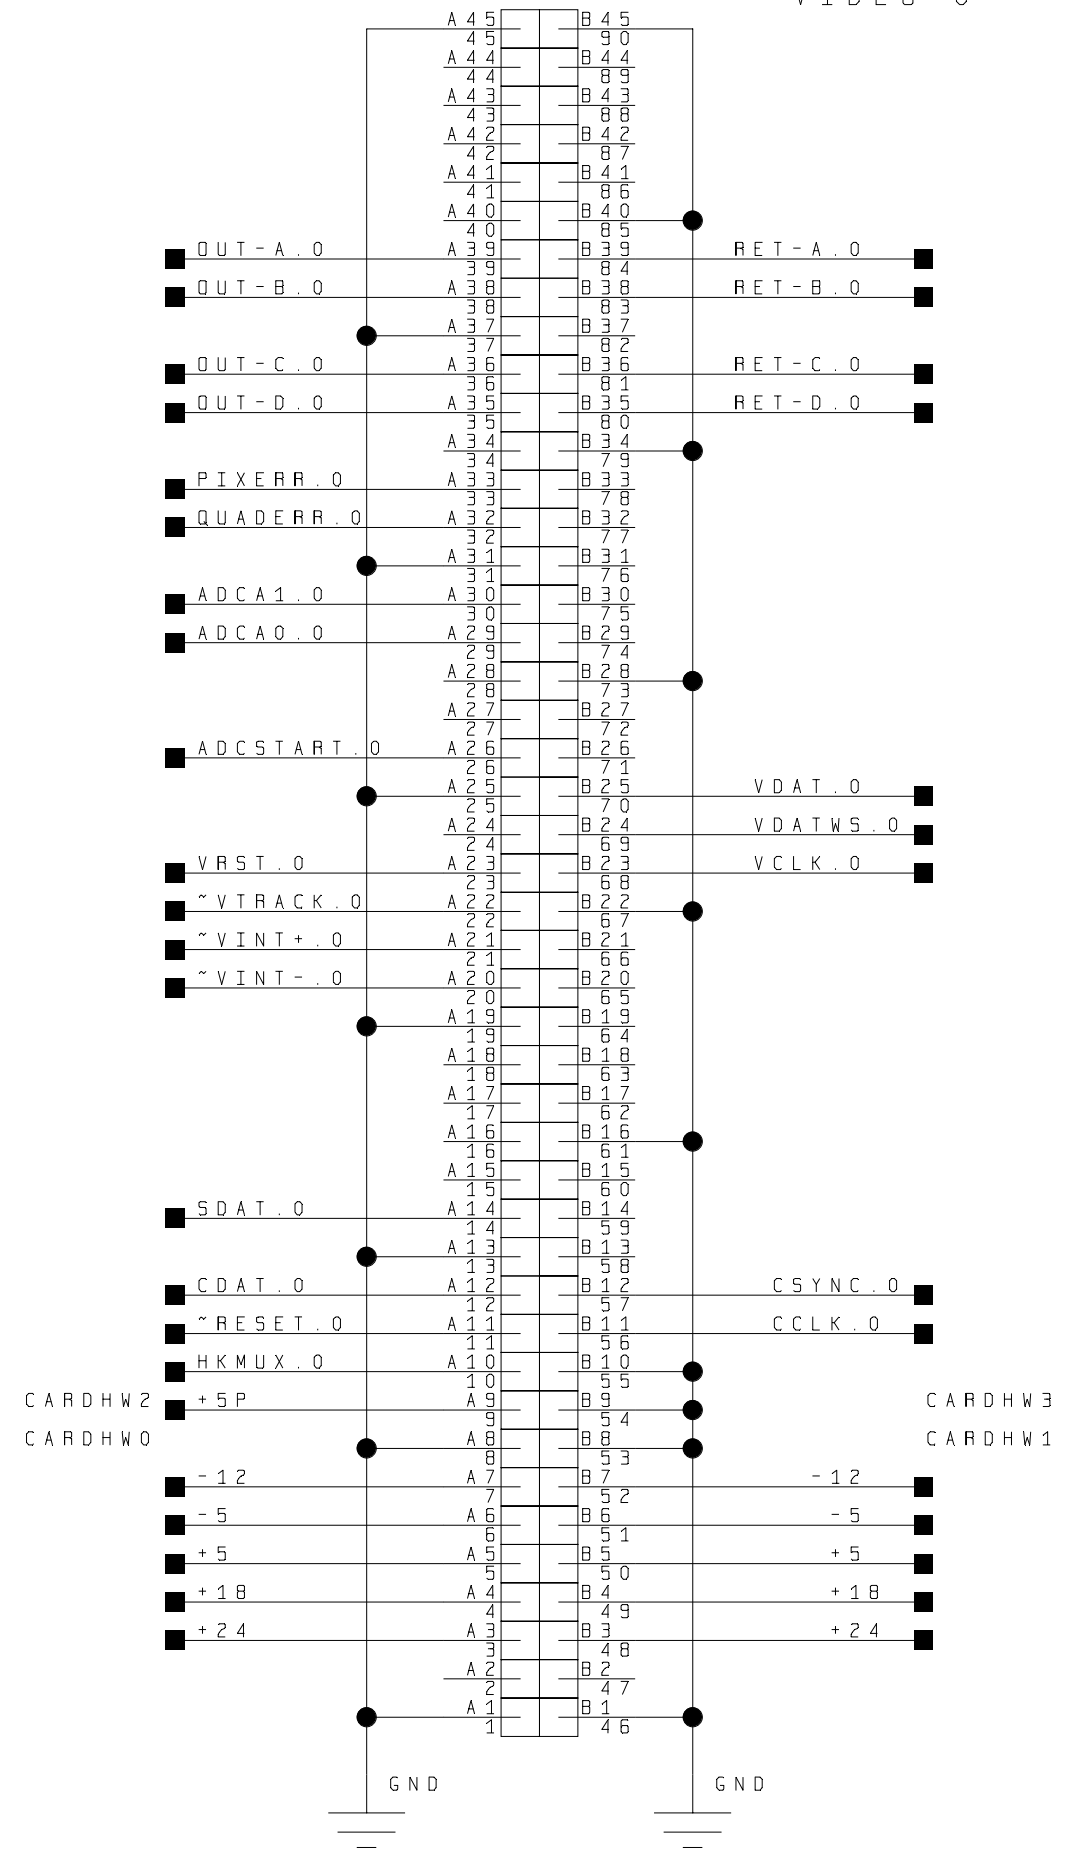 VIDEO 0
A45 B45
45 90
A44 B44
44 89
A43 B43
43 88
A42 B42
42 87
A41 B41
41 86
A40 B40
40 85
OUT-A.0 A39 B39 RET-A.0
39 84
OUT-B.0 A38 B38 RET-B.0
38 83
A37 B37
37 82
OUT-C.0 A36 B36 RET-C.0
36 81
OUT-D.0 A35 B35 RET-D.0
35 80
A34 B34
34 79
PIXERR.0 A33 B33
33 78
QUADERR.0 A32 B32
32 77
A31 B31
31 76
ADCA1.0 A30 B30
30 75
ADCA0.0 A29 B29
29 74
A28 B28
28 73
A27 B27
27 72
ADCSTART.0 A26 B26
26 71
A25 B25 VDAT.0
25 70
A24 B24 VDATWS.0
24 69
VRST.0 A23 B23 VCLK.0
23 68
~VTRACK.0 A22 B22
22 67
~VINT+.0 A21 B21
21 66
~VINT-.0 A20 B20
20 65
A19 B19
19 64
A18 B18
18 63
A17 B17
17 62
A16 B16
16 61
A15 B15
15 60
SDAT.0 A14 B14
14 59
A13 B13
13 58
CDAT.0 A12 B12 CSYNC.0
12 57
~RESET.0 A11 B11 CCLK.0
11 56
HKMUX.0 A10 B10
10 55
CARDHW2 +5P A9 B9 CARDHW3
9 54
CARDHW0 A8 B8 CARDHW1
8 53
-12 A7 B7 -12
7 52
-5 A6 B6 -5
6 51
+5 A5 B5 +5
5 50
+18 A4 B4 +18
4 49
+24 A3 B3 +24
3 48
A2 B2
2 47
A1 B1
1 46
GND GND